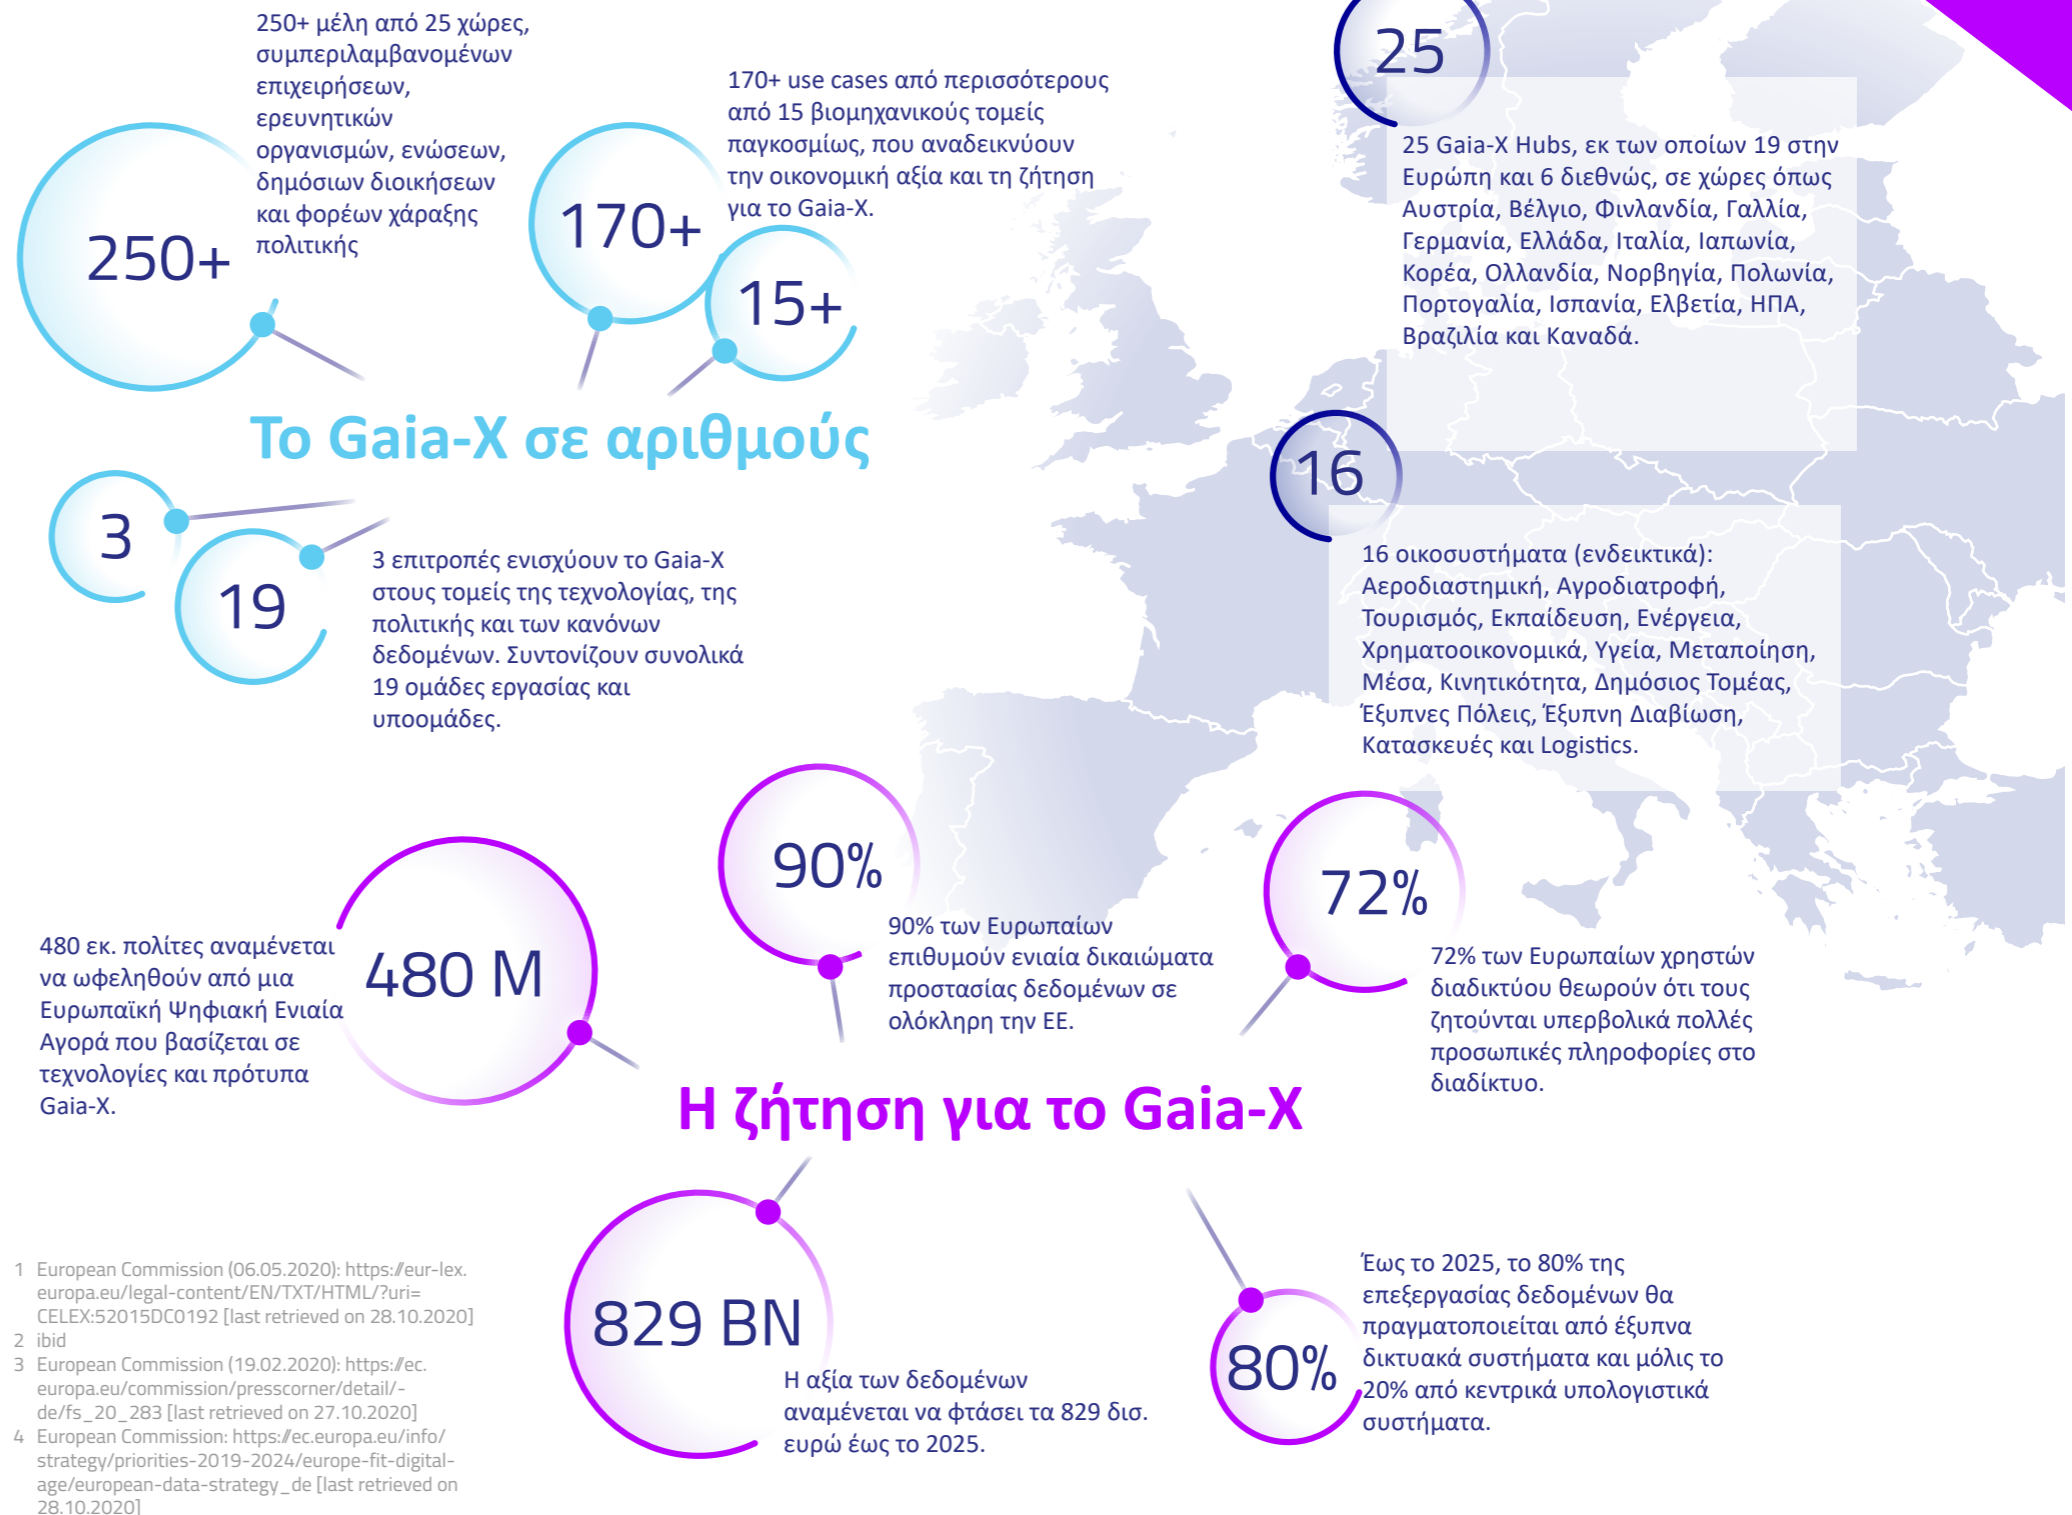 250+ μέλη από 25 χώρες,
συμπεριλαμβανομένων
επιχειρήσεων,
ερευνητικών
οργανισμών, ενώσεων,
δημόσιων διοικήσεων
και φορέων χάραξης
πολιτικής
250+
170+ use cases από περισσότερους
από 15 βιομηχανικούς τομείς
παγκοσμίως, που αναδεικνύουν
την οικονομική αξία και τη ζήτηση
για το Gaia-X.
170+
15+
25
25 Gaia-X Hubs, εκ των οποίων 19 στην
Ευρώπη και 6 διεθνώς, σε χώρες όπως
Αυστρία, Βέλγιο, Φινλανδία, Γαλλία,
Γερμανία, Ελλάδα, Ιταλία, Ιαπωνία,
Κορέα, Ολλανδία, Νορβηγία, Πολωνία,
Πορτογαλία, Ισπανία, Ελβετία, ΗΠΑ,
Βραζιλία και Καναδά.
Το Gaia-X σε αριθμούς
3
19
3 επιτροπές ενισχύουν το Gaia-X
στους τομείς της τεχνολογίας, της
πολιτικής και των κανόνων
δεδομένων. Συντονίζουν συνολικά
19 ομάδες εργασίας και
υποομάδες.
16
16 οικοσυστήματα (ενδεικτικά):
Αεροδιαστημική, Αγροδιατροφή,
Τουρισμός, Εκπαίδευση, Ενέργεια,
Χρηματοοικονομικά, Υγεία, Μεταποίηση,
Μέσα, Κινητικότητα, Δημόσιος Τομέας,
Έξυπνες Πόλεις, Έξυπνη Διαβίωση,
Κατασκευές και Logistics.
480 εκ. πολίτες αναμένεται
να ωφεληθούν από μια
Ευρωπαϊκή Ψηφιακή Ενιαία
Αγορά που βασίζεται σε
τεχνολογίες και πρότυπα
Gaia-X.
480 M
90%
90% των Ευρωπαίων
επιθυμούν ενιαία δικαιώματα
προστασίας δεδομένων σε
ολόκληρη την ΕΕ.
72%
72% των Ευρωπαίων χρηστών
διαδικτύου θεωρούν ότι τους
ζητούνται υπερβολικά πολλές
προσωπικές πληροφορίες στο
διαδίκτυο.
Η ζήτηση για το Gaia-X
829 BN
Η αξία των δεδομένων
αναμένεται να φτάσει τα 829 δισ.
ευρώ έως το 2025.
80%
Έως το 2025, το 80% της
επεξεργασίας δεδομένων θα
πραγματοποιείται από έξυπνα
δικτυακά συστήματα και μόλις το
20% από κεντρικά υπολογιστικά
συστήματα.
1 European Commission (06.05.2020): https://eur-lex.
europa.eu/legal-content/EN/TXT/HTML/?uri=
CELEX:52015DC0192 [last retrieved on 28.10.2020]
2 ibid
3 European Commission (19.02.2020): https://ec.
europa.eu/commission/presscorner/detail/-
de/fs_20_283 [last retrieved on 27.10.2020]
4 European Commission: https://ec.europa.eu/info/
strategy/priorities-2019-2024/europe-fit-digital-
age/european-data-strategy_de [last retrieved on
28.10.2020]